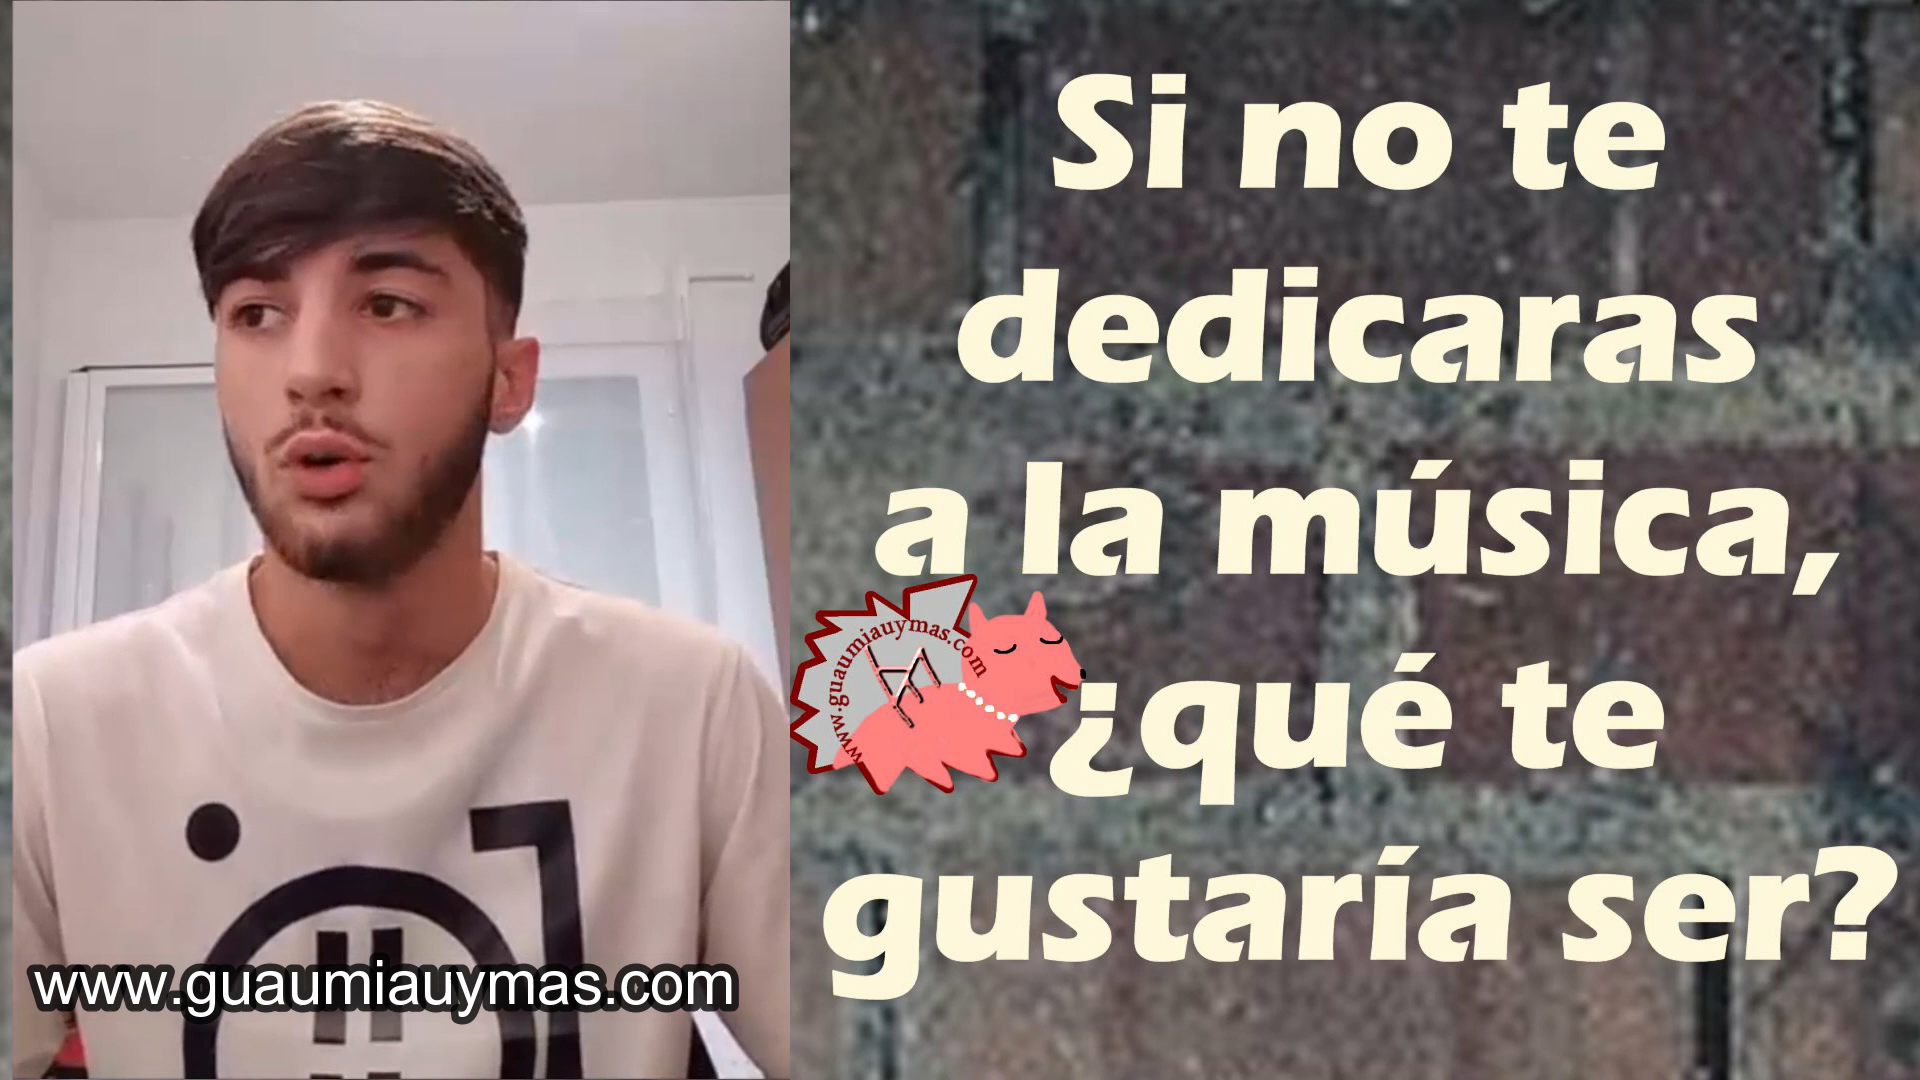 Si no te
dedicaras
a la música,
¿qué te
gustaría ser?
www.guaumiauymas.com
www.guaumiauymas.com